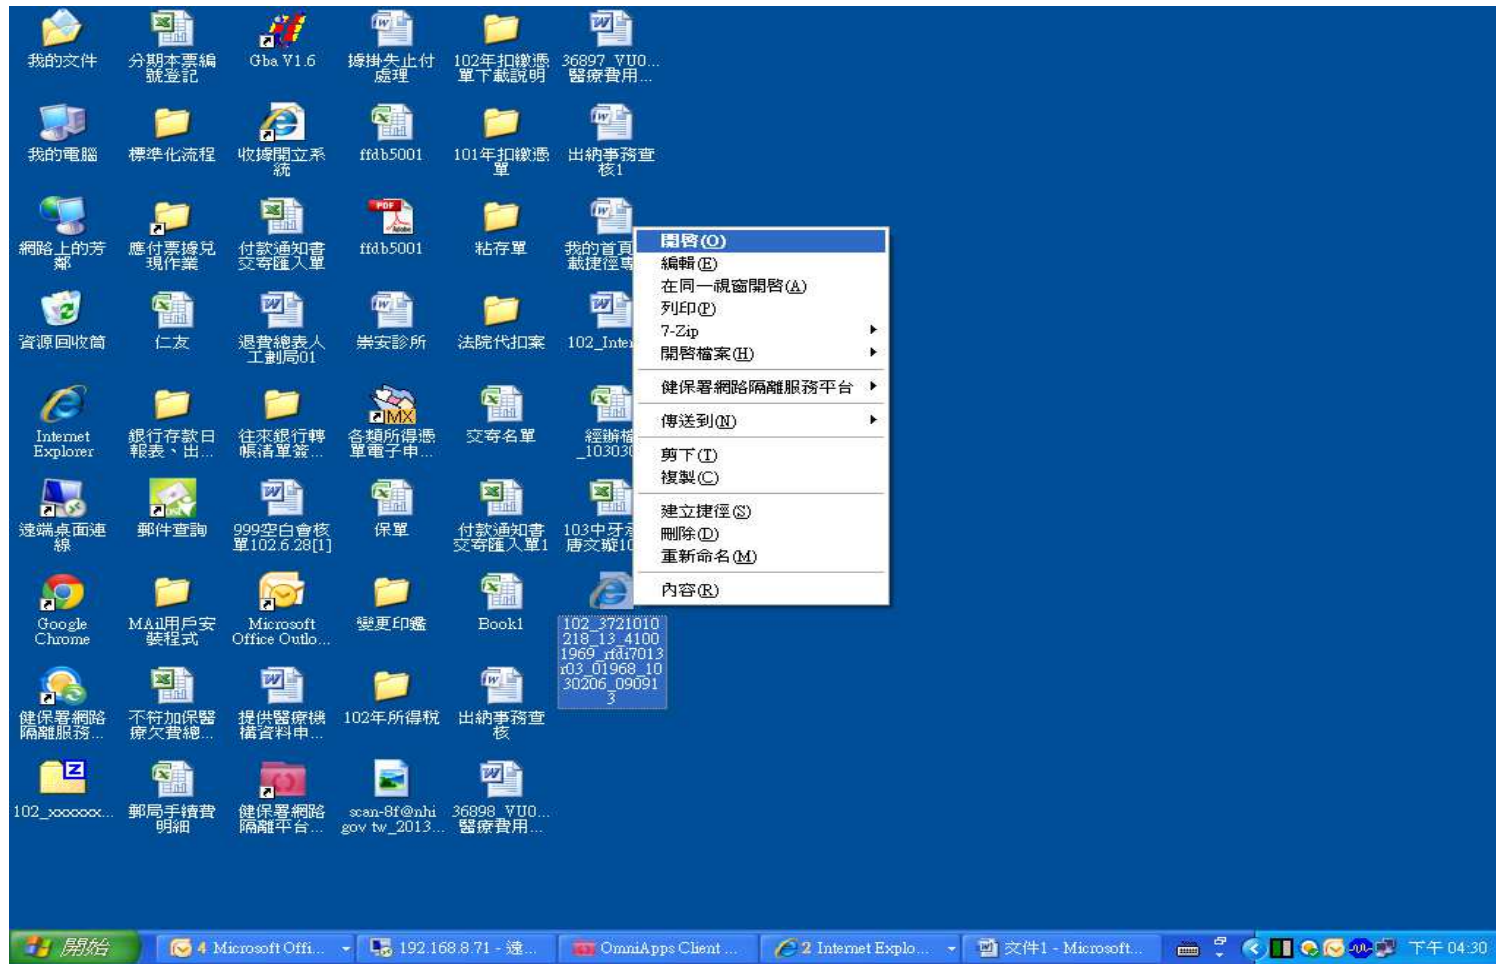 我的文件
分期本票編
號登記
Gba V1.6
據掛失止付
處理
102年扣繳憑
單下載說明
36897_VU0...
醫療費用...
我的電腦
標準化流程
收據開立系
統
ffdb5001
101年扣繳憑
單
出納事務查
核1
網路上的芳
鄰
應付票據兌
現作業
付款通知書
交寄匯入單
PDF
Adobe
ffdb5001
粘存單
我的首頁
載捷徑專
資源回收筒
仁友
退費總表人
工劃局01
崇安診所
法院代扣案
102_Inte
Internet
Explorer
銀行存款日
報表、出...
往來銀行轉
帳清單簽...
IMX
各類所得憑
單電子申...
交寄名單
經辦檔
_103030
遠端桌面連
線
郵件查詢
999空白會核
單102.6.28[1]
保單
付款通知書
交寄匯入單1
103中牙
唐文璇10
Google
Chrome
MAil用戶安
裝程式
Microsoft
Office Outlo...
變更印鑑
Book1
102_3721010
218_13_4100
1969_rfdi7013
r03_01968_10
30206_09091
3
健保署網路
隔離服務...
不符加保醫
療欠費總...
提供醫療機
構資料申...
102年所得稅
出納事務查
核
102_xxxxxx...
郵局手續費
明細
健保署網路
隔離平台...
scan-8f@nhi
gov tw_2013...
36898_VU0...
醫療費用...
開啓(O)
編輯(E)
在同一視窗開啓(A)
列印(P)
7-Zip
開啓檔案(H)
健保署網路隔離服務平台
傳送到(N)
剪下(T)
複製(C)
建立捷徑(S)
刪除(D)
重新命名(M)
內容(R)
開始
4 Microsoft Offi...
192.168.8.71 - 遠...
OmniApps Client ...
2 Internet Explo...
文件1 - Microsoft...
下午 04:30